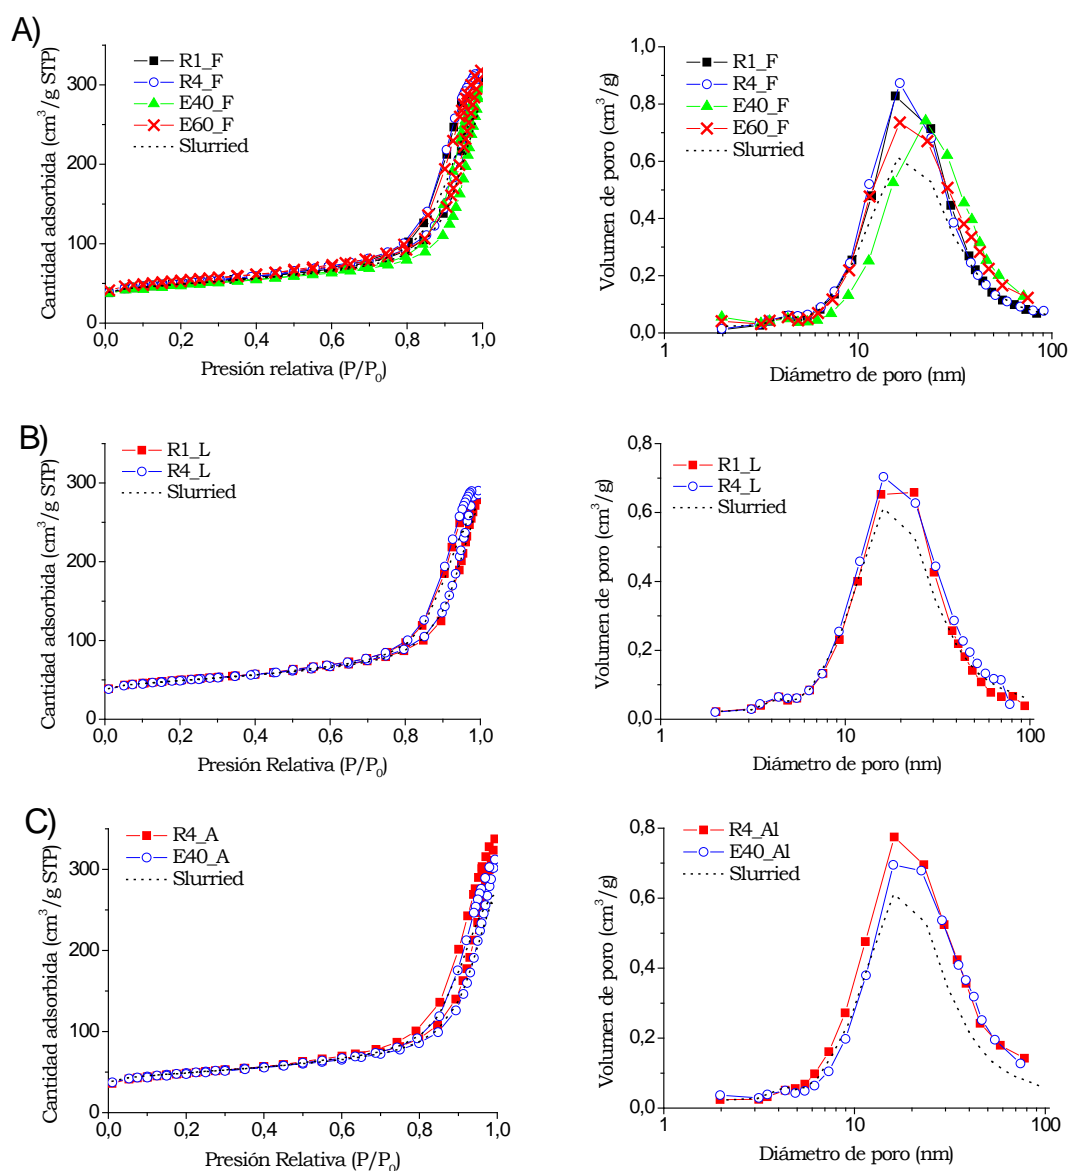 A)
Cantidad adsorbida (cm³/g STP)
300
200
100
0
0,0 0,2 0,4 0,6 0,8 1,0
Presión relativa (P/P₀)
R1_F
R4_F
E40_F
E60_F
Slurried
Volumen de poro (cm³/g)
1,0
0,8
0,6
0,4
0,2
0,0
1 10 100
Diámetro de poro (nm)
R1_F
R4_F
E40_F
E60_F
Slurried
B)
Cantidad adsorbida (cm³/g STP)
300
200
100
0
0,0 0,2 0,4 0,6 0,8 1,0
Presión Relativa (P/P₀)
R1_L
R4_L
Slurried
Volumen de poro (cm³/g)
0,8
0,6
0,4
0,2
0,0
1 10 100
Diámetro de poro (nm)
R1_L
R4_L
Slurried
C)
Cantidad adsorbida (cm³/g STP)
300
200
100
0
0,0 0,2 0,4 0,6 0,8 1,0
Presión Relativa (P/P₀)
R4_A
E40_A
Slurried
Volumen de poro (cm³/g)
0,8
0,6
0,4
0,2
0,0
1 10 100
Diámetro de poro (nm)
R4_Al
E40_Al
Slurried